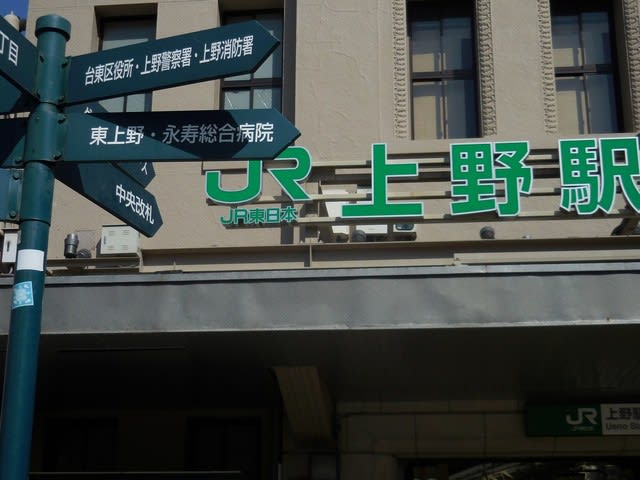 丁目
台東区役所・上野警察署・上野消防署
東上野・永寿総合病院
中央改札
JR 上野駅
JR東日本
JR 上野駅
Ueno